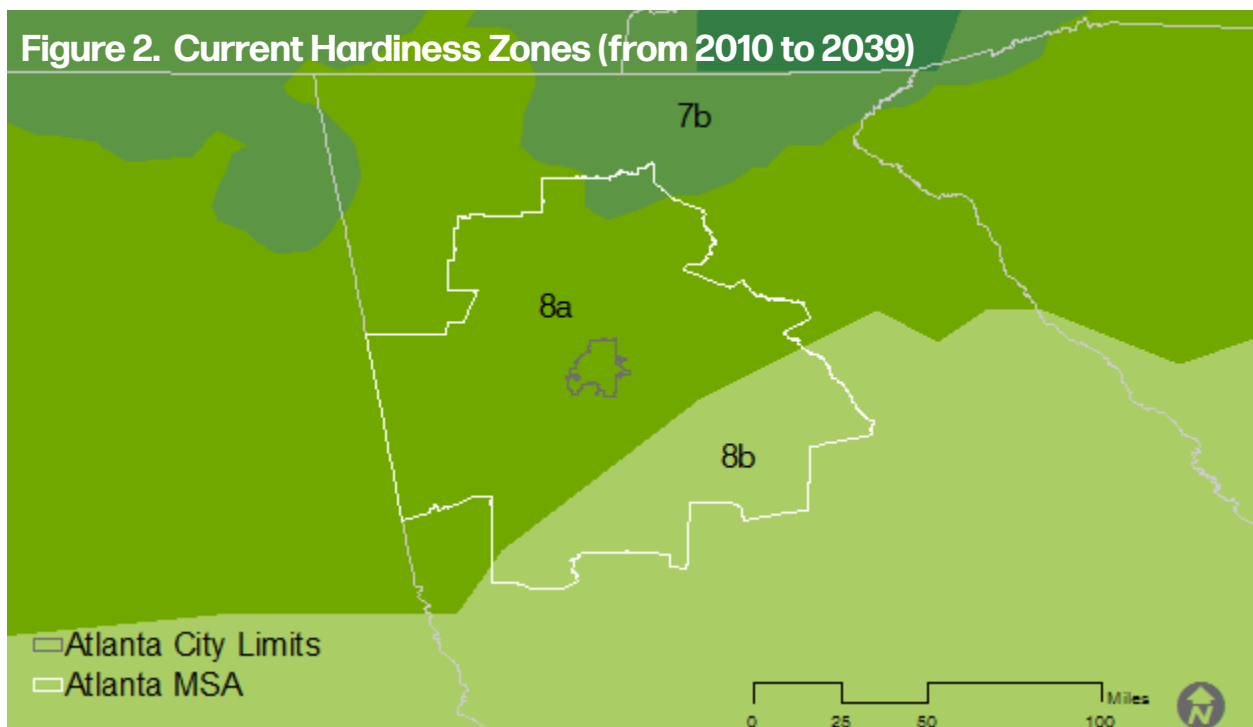 Figure 2. Current Hardiness Zones (from 2010 to 2039)
7b
8a
8b
Atlanta City Limits
Atlanta MSA
Miles
0 25 50 100
N